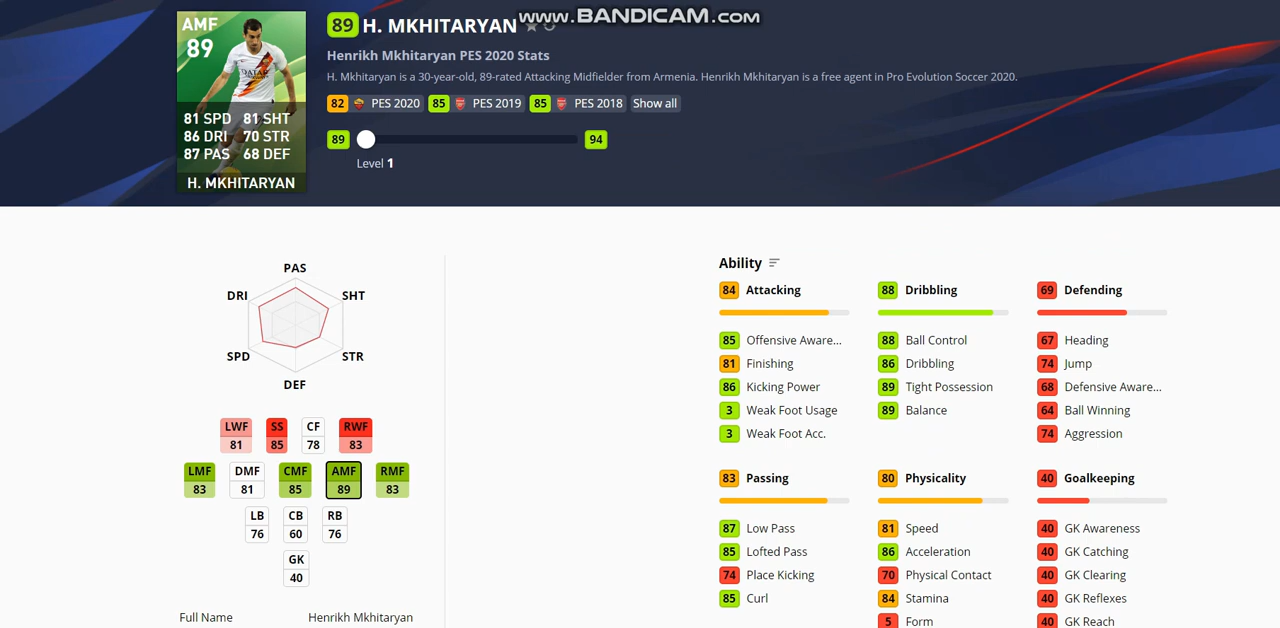 www.BANDICAM.com
AMF
89
81 SPD 81 SHT
86 DRI 70 STR
87 PAS 68 DEF
H. MKHITARYAN
89 H. MKHITARYAN
Henrikh Mkhitaryan PES 2020 Stats
H. Mkhitaryan is a 30-year-old, 89-rated Attacking Midfielder from Armenia. Henrikh Mkhitaryan is a free agent in Pro Evolution Soccer 2020.
82 PES 2020 85 PES 2019 85 PES 2018 Show all
89 94
Level 1
PAS
DRI SHT
SPD STR
DEF
LWF SS CF RWF
81 85 78 83
LMF DMF CMF AMF RMF
83 81 85 89 83
LB CB RB
76 60 76
GK
40
Full Name Henrikh Mkhitaryan
Ability
84 Attacking
85 Offensive Aware...
81 Finishing
86 Kicking Power
3 Weak Foot Usage
3 Weak Foot Acc.
88 Dribbling
88 Ball Control
86 Dribbling
89 Tight Possession
89 Balance
69 Defending
67 Heading
74 Jump
68 Defensive Aware...
64 Ball Winning
74 Aggression
83 Passing
87 Low Pass
85 Lofted Pass
74 Place Kicking
85 Curl
80 Physicality
81 Speed
86 Acceleration
70 Physical Contact
84 Stamina
5 Form
40 Goalkeeping
40 GK Awareness
40 GK Catching
40 GK Clearing
40 GK Reflexes
40 GK Reach